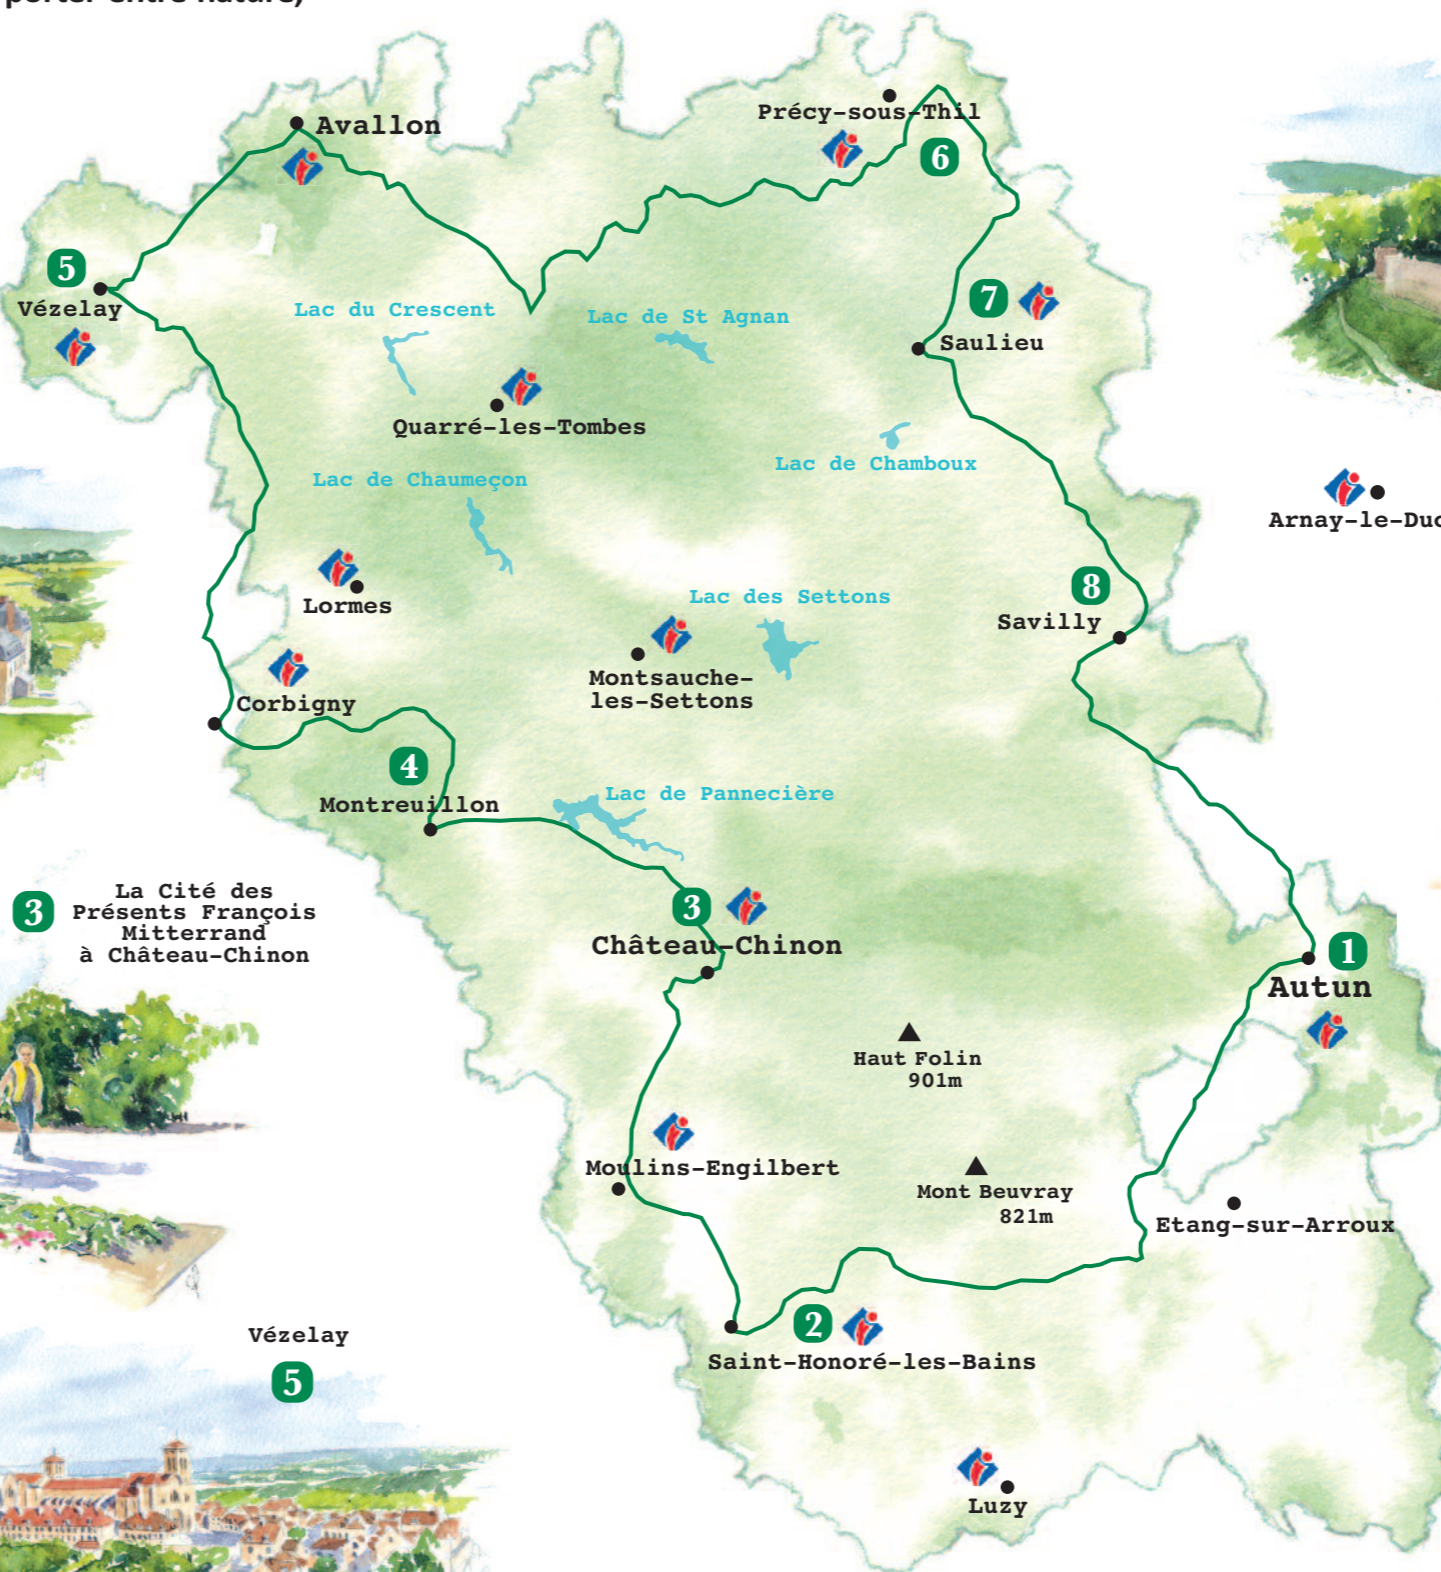 porter entre nature,
Avallon
Précy-sous-Thil
6
5
Vézelay
Lac du Crescent
Lac de St Agnan
7
Saulieu
Quarré-les-Tombes
Lac de Chamboux
Lac de Chaumeçon
Arnay-le-Duc
Lormes
8
Savilly
Lac des Settons
Montsauche-
les-Settons
Corbigny
4
Montreuillon
Lac de Pannecière
3
La Cité des
Présents François
Mitterrand
à Château-Chinon
3
Château-Chinon
1
Autun
Haut Folin
901m
Moulins-Engilbert
Mont Beuvray
821m
Etang-sur-Arroux
2
Saint-Honoré-les-Bains
Vézelay
5
Luzy